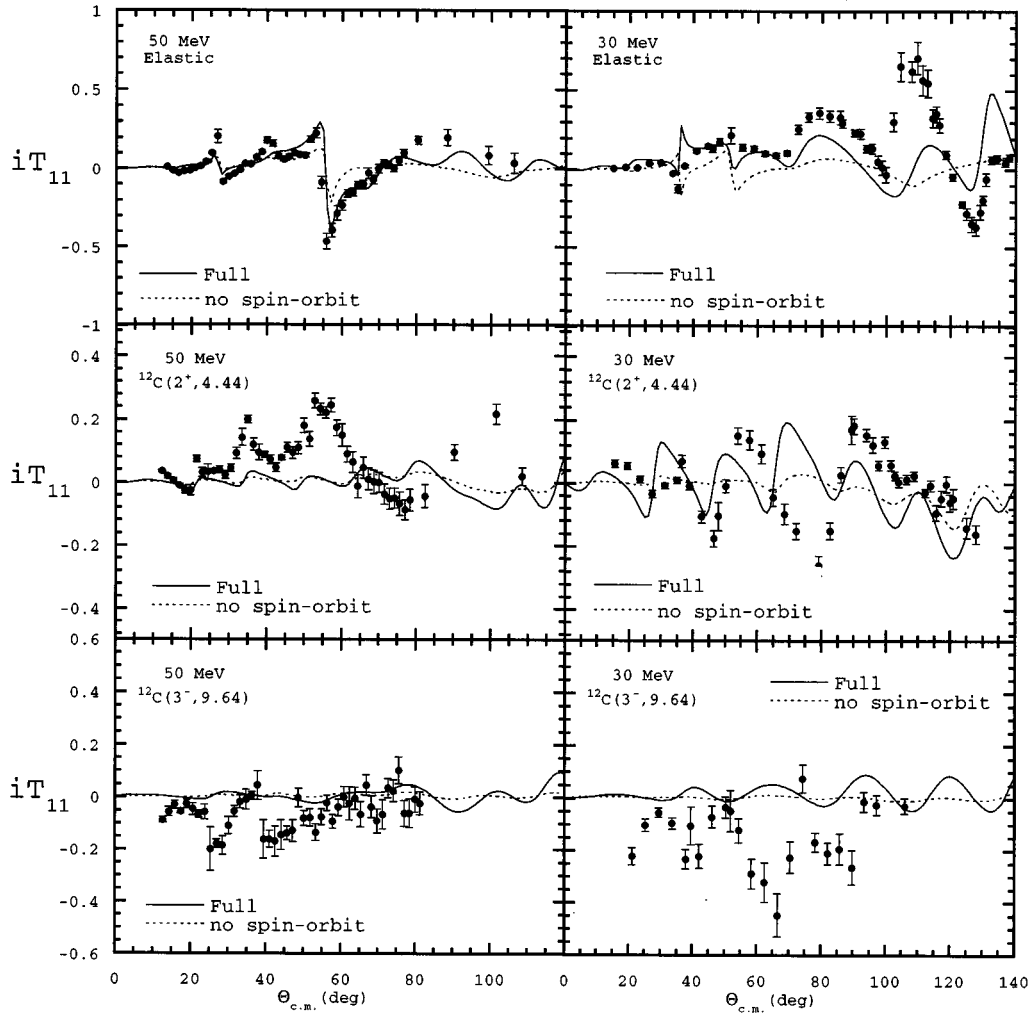 50 MeV
Elastic
30 MeV
Elastic
1
0.5
iT11
0
-0.5
-1
Full
no spin-orbit
Full
no spin-orbit
50 MeV
12C(2+,4.44)
30 MeV
12C(2+,4.44)
0.4
0.2
iT11
0
-0.2
-0.4
0.6
Full
no spin-orbit
Full
no spin-orbit
50 MeV
12C(3-,9.64)
30 MeV
12C(3-,9.64)
Full
no spin-orbit
0.4
0.2
iT11
0
-0.2
-0.4
-0.6
Full
no spin-orbit
0 20 40 60 80 100 0 20 40 60 80 100 120 140
Θc.m.(deg)
Θc.m.(deg)